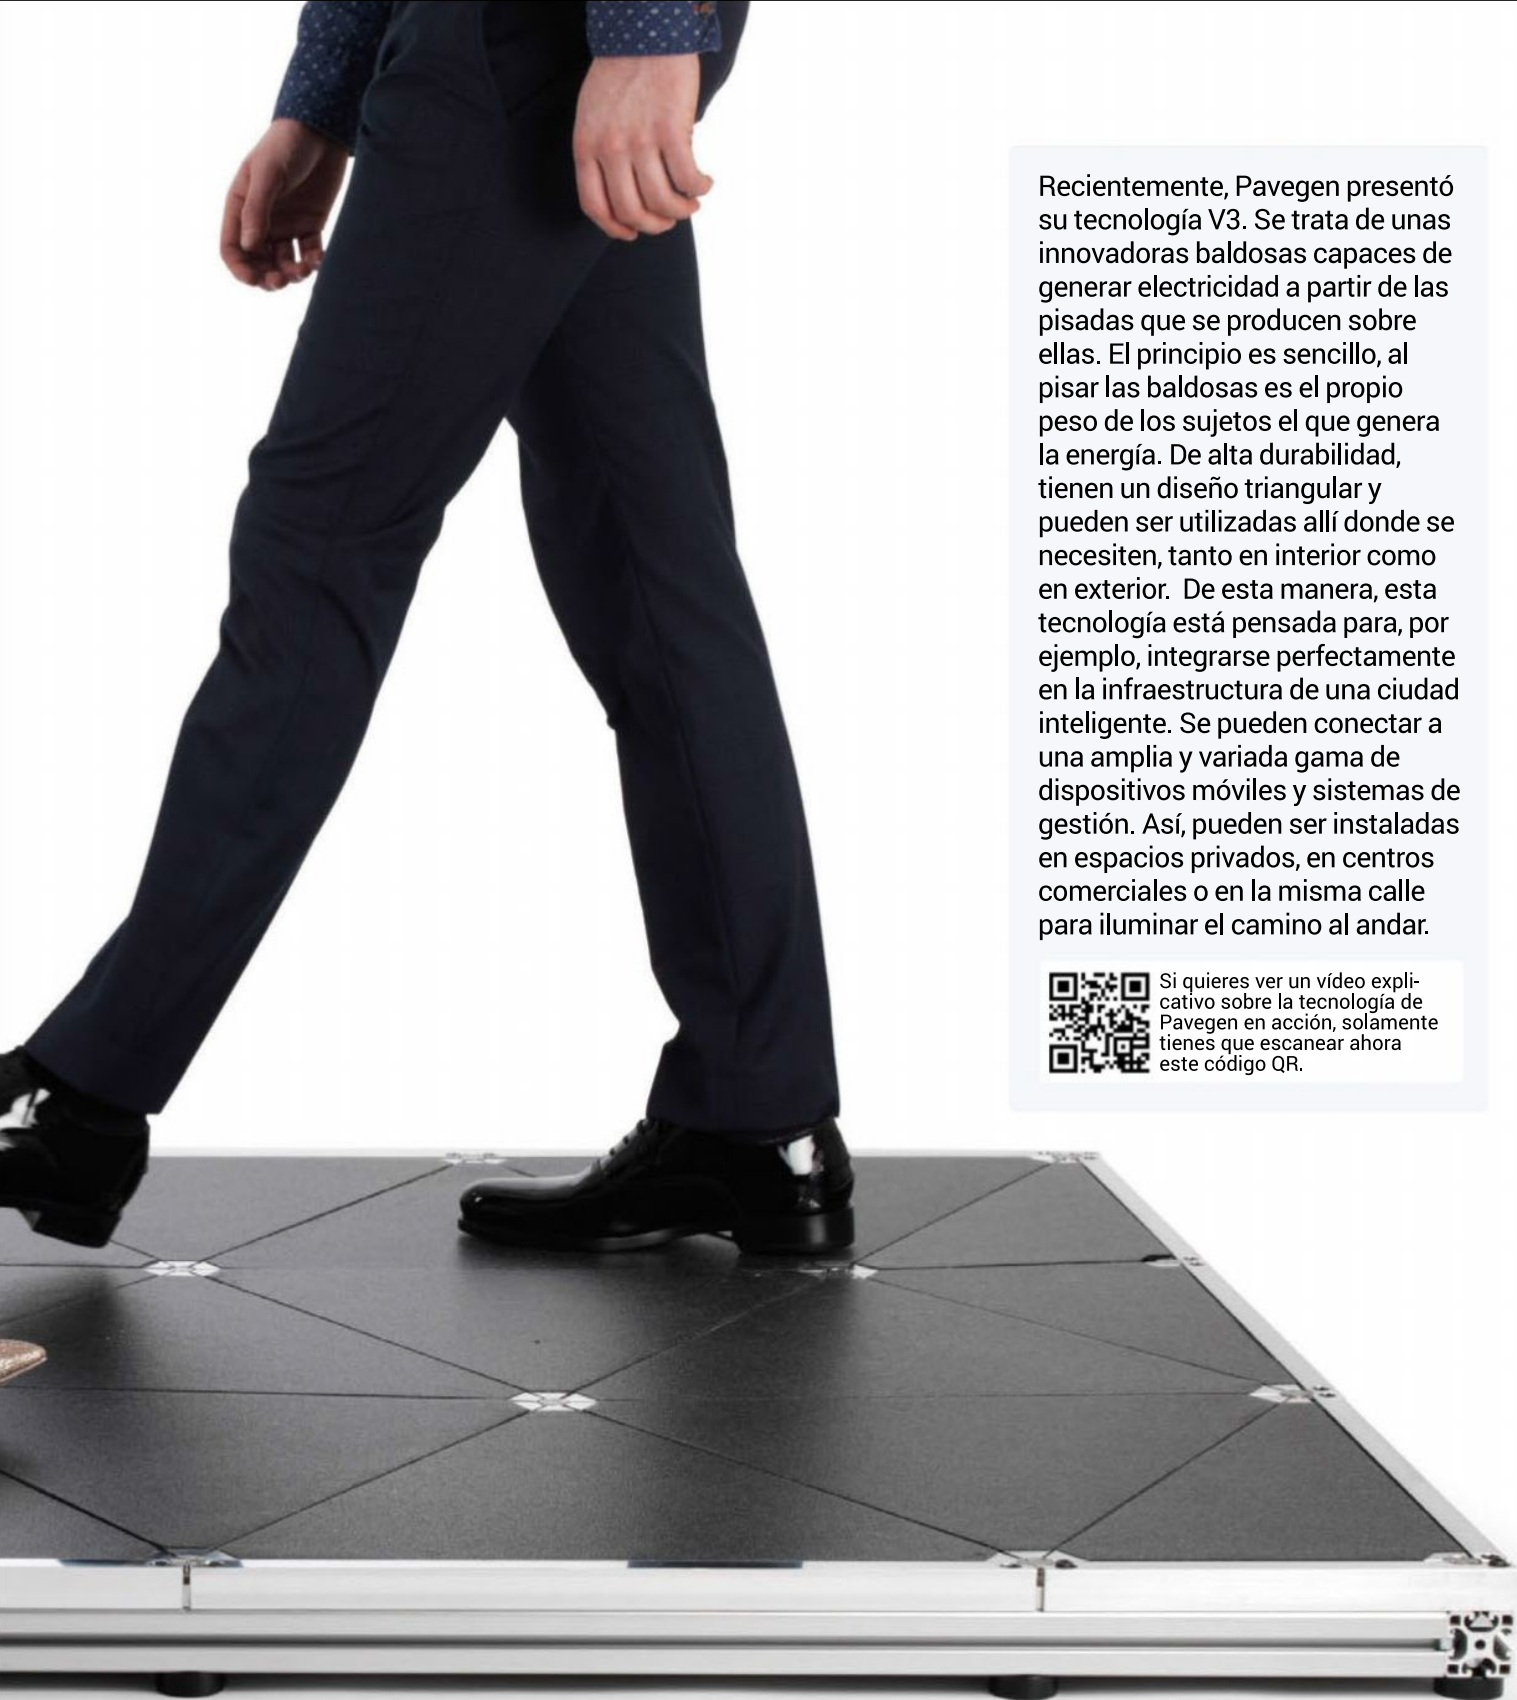 Recientemente, Pavegen presentó
su tecnología V3. Se trata de unas
innovadoras baldosas capaces de
generar electricidad a partir de las
pisadas que se producen sobre
ellas. El principio es sencillo, al
pisar las baldosas es el propio
peso de los sujetos el que genera
la energía. De alta durabilidad,
tienen un diseño triangular y
pueden ser utilizadas allí donde se
necesiten, tanto en interior como
en exterior.  De esta manera, esta
tecnología está pensada para, por
ejemplo, integrarse perfectamente
en la infraestructura de una ciudad
inteligente. Se pueden conectar a
una amplia y variada gama de
dispositivos móviles y sistemas de
gestión. Así, pueden ser instaladas
en espacios privados, en centros
comerciales o en la misma calle
para iluminar el camino al andar.
Si quieres ver un vídeo expli-
cativo sobre la tecnología de
Pavegen en acción, solamente
tienes que escanear ahora
este código QR.